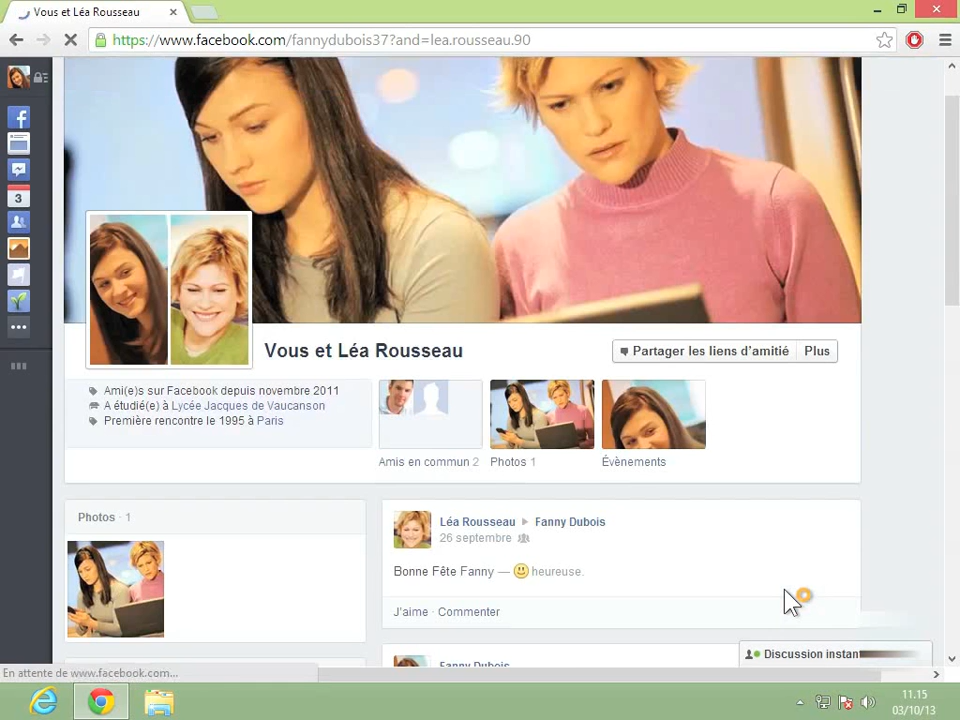 Vous et Léa Rousseau
https://www.facebook.com/fannydubois37?and=lea.rousseau.90
3
Vous et Léa Rousseau
Partager les liens d'amitié Plus
Ami(e)s sur Facebook depuis novembre 2011
A étudié(e) à Lycée Jacques de Vaucanson
Première rencontre le 1995 à Paris
Amis en commun 2 Photos 1 Évènements
Photos · 1
Léa Rousseau Fanny Dubois
26 septembre
Bonne Fête Fanny — heureuse.
J'aime · Commenter
Fanny Dubois
Discussion instan
En attente de www.facebook.com...
11.15
03/10/13